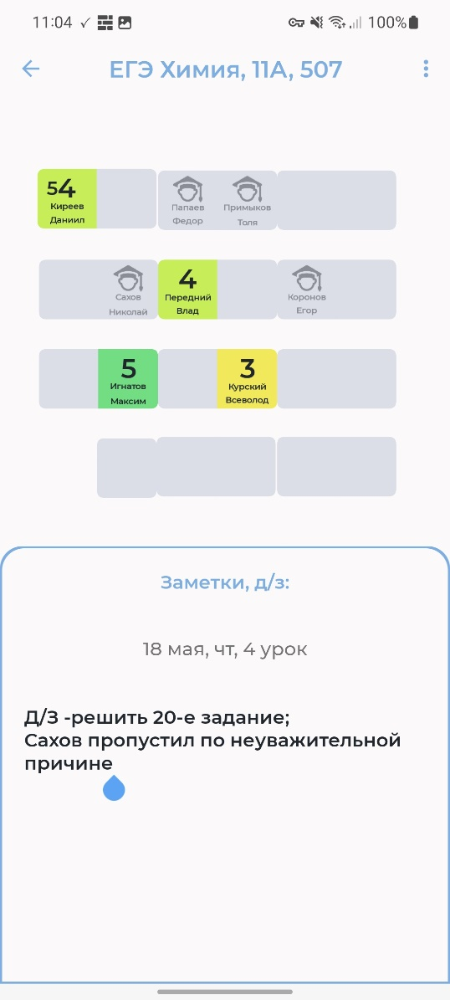 11:04
100%
ЕГЭ Химия, 11А, 507
54
Киреев
Даниил
Папаев
Федор
Примыков
Толя
Сахов
Николай
4
Передний
Влад
Коронов
Егор
5
Игнатов
Максим
3
Курский
Всеволод
Заметки, д/з:
18 мая, чт, 4 урок
Д/З -решить 20-е задание;
Сахов пропустил по неуважительной
причине